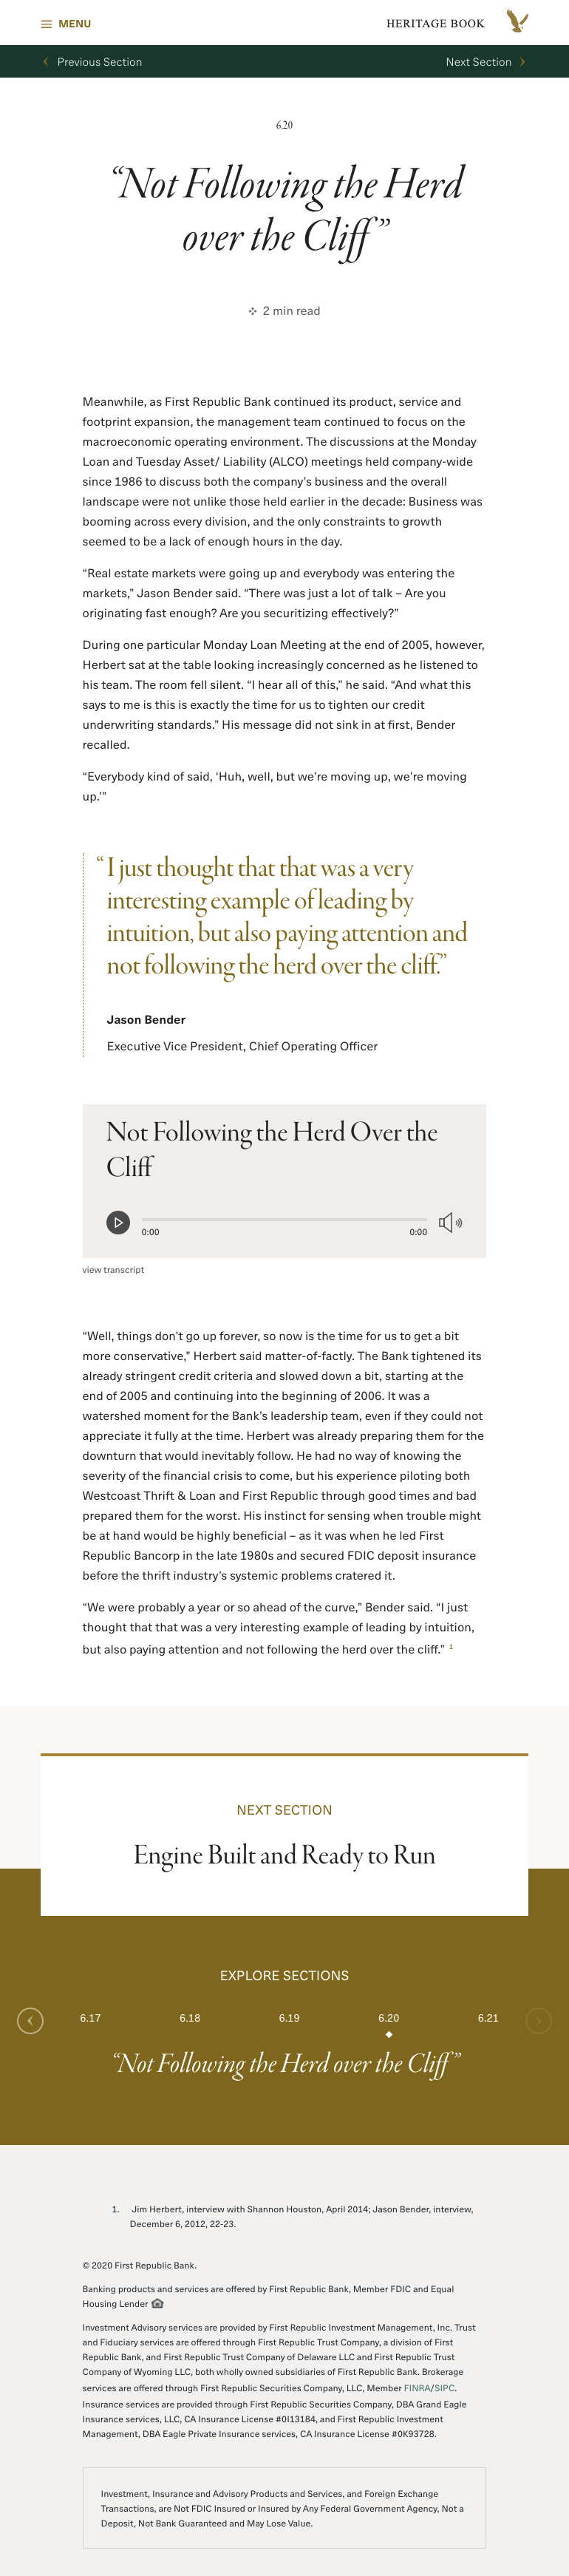 MENU
HERITAGE BOOK
Previous Section
Next Section
6.20
“Not Following the Herd
over the Cliff”
2 min read
Meanwhile, as First Republic Bank continued its product, service and
footprint expansion, the management team continued to focus on the
macroeconomic operating environment. The discussions at the Monday
Loan and Tuesday Asset/ Liability (ALCO) meetings held company-wide
since 1986 to discuss both the company’s business and the overall
landscape were not unlike those held earlier in the decade: Business was
booming across every division, and the only constraints to growth
seemed to be a lack of enough hours in the day.
“Real estate markets were going up and everybody was entering the
markets,” Jason Bender said. “There was just a lot of talk – Are you
originating fast enough? Are you securitizing effectively?”
During one particular Monday Loan Meeting at the end of 2005, however,
Herbert sat at the table looking increasingly concerned as he listened to
his team. The room fell silent. “I hear all of this,” he said. “And what this
says to me is this is exactly the time for us to tighten our credit
underwriting standards.” His message did not sink in at first, Bender
recalled.
“Everybody kind of said, ‘Huh, well, but we’re moving up, we’re moving
up.’”
“I just thought that that was a very
interesting example of leading by
intuition, but also paying attention and
not following the herd over the cliff.”
Jason Bender
Executive Vice President, Chief Operating Officer
Not Following the Herd Over the
Cliff
0:00
0:00
view transcript
“Well, things don’t go up forever, so now is the time for us to get a bit
more conservative,” Herbert said matter-of-factly. The Bank tightened its
already stringent credit criteria and slowed down a bit, starting at the
end of 2005 and continuing into the beginning of 2006. It was a
watershed moment for the Bank’s leadership team, even if they could not
appreciate it fully at the time. Herbert was already preparing them for the
downturn that would inevitably follow. He had no way of knowing the
severity of the financial crisis to come, but his experience piloting both
Westcoast Thrift & Loan and First Republic through good times and bad
prepared them for the worst. His instinct for sensing when trouble might
be at hand would be highly beneficial – as it was when he led First
Republic Bancorp in the late 1980s and secured FDIC deposit insurance
before the thrift industry’s systemic problems cratered it.
“We were probably a year or so ahead of the curve,” Bender said. “I just
thought that that was a very interesting example of leading by intuition,
but also paying attention and not following the herd over the cliff.” 1
NEXT SECTION
Engine Built and Ready to Run
EXPLORE SECTIONS
6.17
6.18
6.19
6.20
6.21
“Not Following the Herd over the Cliff”
1. Jim Herbert, interview with Shannon Houston, April 2014; Jason Bender, interview,
December 6, 2012, 22-23.
© 2020 First Republic Bank.
Banking products and services are offered by First Republic Bank, Member FDIC and Equal
Housing Lender
Investment Advisory services are provided by First Republic Investment Management, Inc. Trust
and Fiduciary services are offered through First Republic Trust Company, a division of First
Republic Bank, and First Republic Trust Company of Delaware LLC and First Republic Trust
Company of Wyoming LLC, both wholly owned subsidiaries of First Republic Bank. Brokerage
services are offered through First Republic Securities Company, LLC, Member FINRA/SIPC.
Insurance services are provided through First Republic Securities Company, DBA Grand Eagle
Insurance services, LLC, CA Insurance License #0I13184, and First Republic Investment
Management, DBA Eagle Private Insurance services, CA Insurance License #0K93728.
Investment, Insurance and Advisory Products and Services, and Foreign Exchange
Transactions, are Not FDIC Insured or Insured by Any Federal Government Agency, Not a
Deposit, Not Bank Guaranteed and May Lose Value.